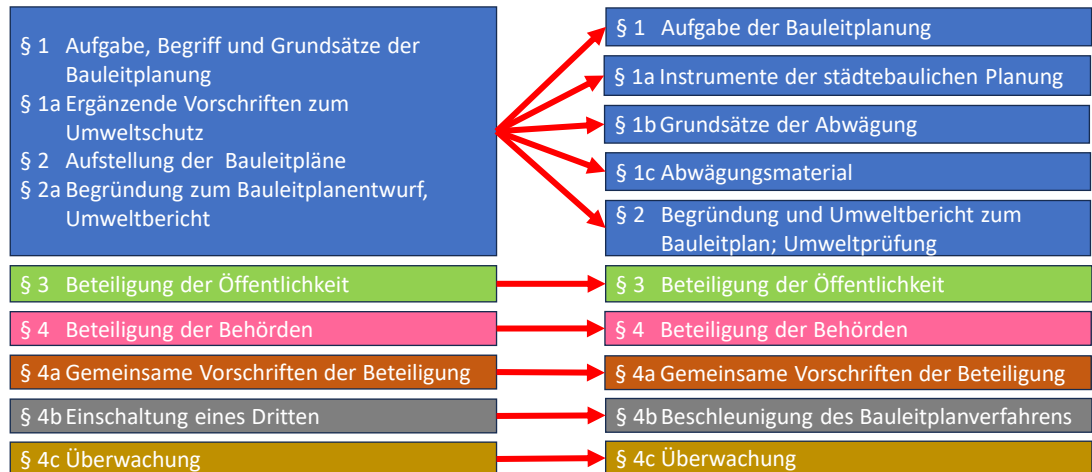 § 1 Aufgabe, Begriff und Grundsätze der
Bauleitplanung
§ 1a Ergänzende Vorschriften zum
Umweltschutz
§ 2 Aufstellung der Bauleitpläne
§ 2a Begründung zum Bauleitplanentwurf,
Umweltbericht
§ 3 Beteiligung der Öffentlichkeit
§ 4 Beteiligung der Behörden
§ 4a Gemeinsame Vorschriften der Beteiligung
§ 4b Einschaltung eines Dritten
§ 4c Überwachung
§ 1 Aufgabe der Bauleitplanung
§ 1a Instrumente der städtebaulichen Planung
§ 1b Grundsätze der Abwägung
§ 1c Abwägungsmaterial
§ 2 Begründung und Umweltbericht zum
Bauleitplan; Umweltprüfung
§ 3 Beteiligung der Öffentlichkeit
§ 4 Beteiligung der Behörden
§ 4a Gemeinsame Vorschriften der Beteiligung
§ 4b Beschleunigung des Bauleitplanverfahrens
§ 4c Überwachung